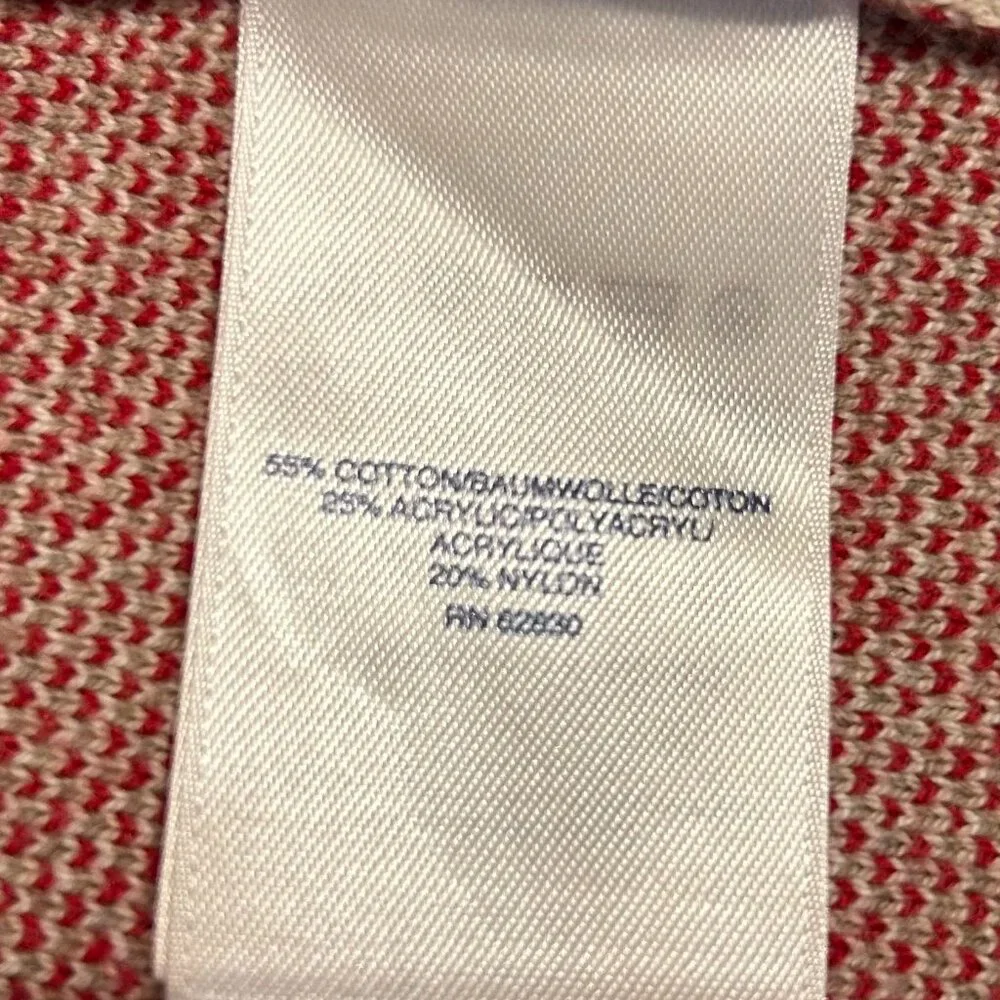 55% COTTON/BAUMWOLLE/COTON
25% ACRYLIC/POLYACRYL/
ACRYLIQUE
20% NYLON
RN 62830